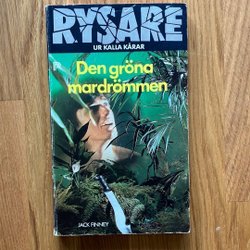 RYSARE
UR KALLA KÅRAR
Den gröna
mardrömmen
JACK FINNEY